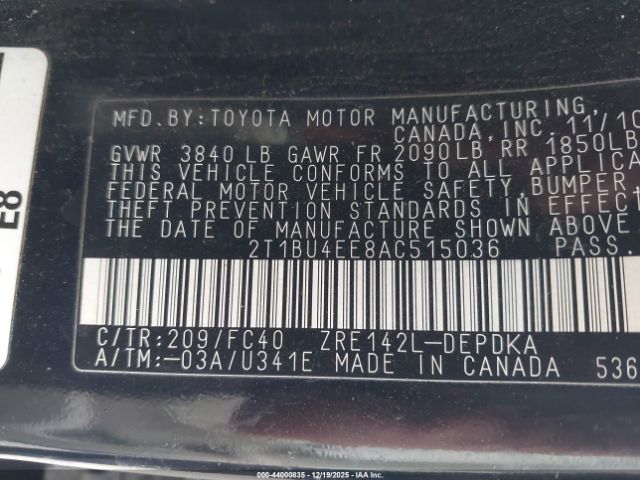 MFD. BY: TOYOTA MOTOR MANUFACTURING,
CANADA, INC. 11/10
GVWR 3840 LB GAWR FR 2090LB, RR 1850LB
THIS VEHICLE CONFORMS TO ALL APPLICA
FEDERAL MOTOR VEHICLE SAFETY, BUMPER,
THEFT PREVENTION STANDARDS IN EFFECT
THE DATE OF MANUFACTURE SHOWN ABOVE
2T1BU4EE8AC515036 PASS
C/TR: 209/FC40 ZRE142L-DEPDKA
A/TM: -03A/U341E MADE IN CANADA 536
E8
000-44000835 - 12/19/2025 - IAA Inc.